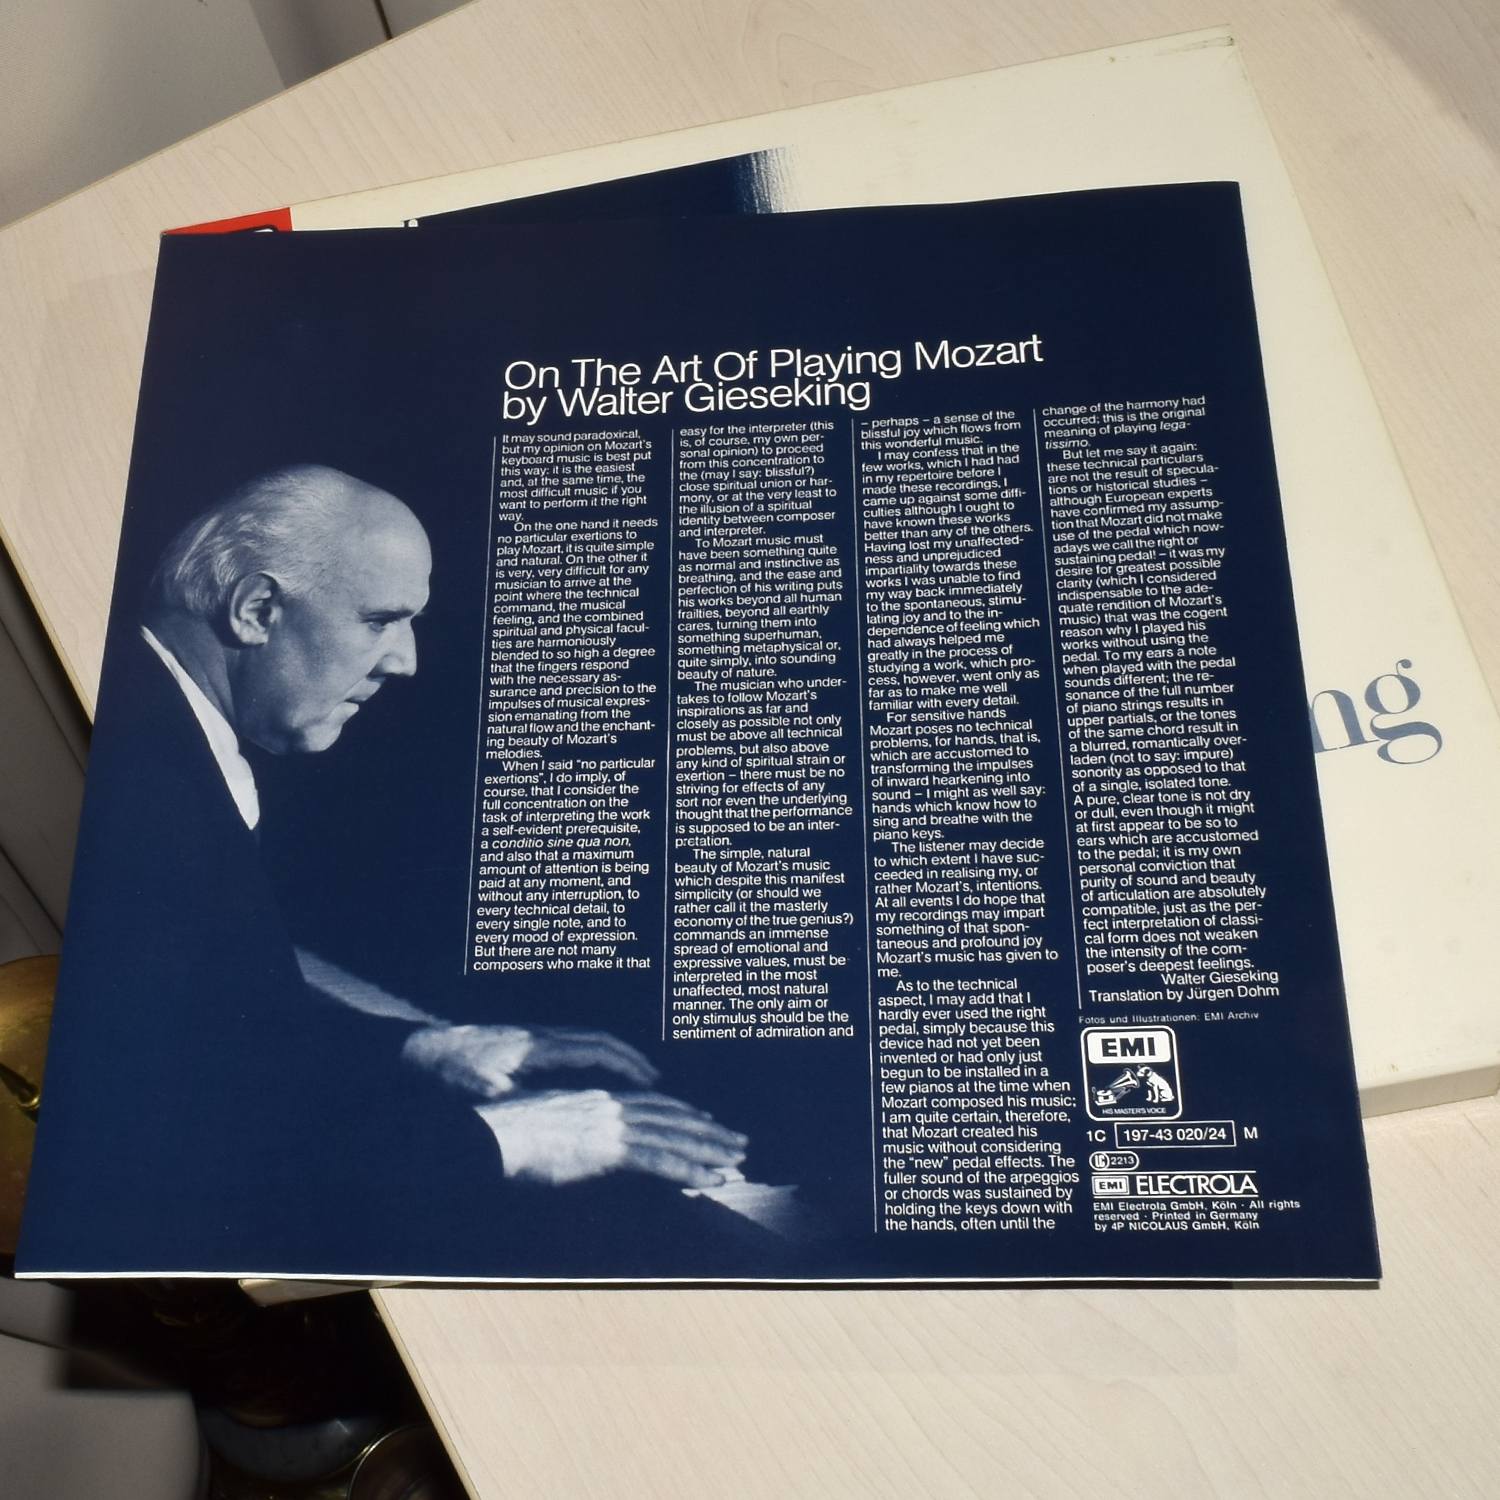 On The Art Of Playing Mozart
by Walter Gieseking
It may sound paradoxical,
but my opinion on Mozart's
keyboard music is best put
this way: it is the easiest
and, at the same time, the
most difficult music if you
want to perform it the right
way.
On the one hand it needs
no particular exertions to
play Mozart, it is quite simple
and natural. On the other it
is very, very difficult for any
musician to arrive at the
point where the technical
command, the musical
feeling, and the combined
spiritual and physical facul-
ties are harmoniously
blended to so high a degree
that the fingers respond
with the necessary as-
surance and precision to the
impulses of musical expres-
sion emanating from the
natural flow and the enchant-
ing beauty of Mozart's
melodies.
When I said "no particular
exertions", I do imply, of
course, that I consider the
full concentration on the
task of interpreting the work
a self-evident prerequisite,
a conditio sine qua non,
and also that a maximum
amount of attention is being
paid at any moment, and
without any interruption, to
every technical detail, to
every single note, and to
every mood of expression.
But there are not many
composers who make it that
easy for the interpreter (this
is, of course, my own per-
sonal opinion) to proceed
from this concentration to
the (may I say: blissful?)
close spiritual union or har-
mony, or at the very least to
the illusion of a spiritual
identity between composer
and interpreter.
To Mozart music must
have been something quite
as normal and instinctive as
breathing, and the ease and
perfection of his writing puts
his works beyond all human
frailties, beyond all earthly
cares, turning them into
something superhuman,
something metaphysical or,
quite simply, into sounding
beauty of nature.
The musician who under-
takes to follow Mozart's
inspirations as far and
closely as possible not only
must be above all technical
problems, but also above
any kind of spiritual strain or
exertion – there must be no
striving for effects of any
sort nor even the underlying
thought that the performance
is supposed to be an inter-
pretation.
The simple, natural
beauty of Mozart's music
which despite this manifest
simplicity (or should we
rather call it the masterly
economy of the true genius?)
commands an immense
spread of emotional and
expressive values, must be
interpreted in the most
unaffected, most natural
manner. The only aim or
only stimulus should be the
sentiment of admiration and
– perhaps – a sense of the
blissful joy which flows from
this wonderful music.
I may confess that in the
few works, which I had had
in my repertoire before I
made these recordings, I
came up against some diffi-
culties although I ought to
have known these works
better than any of the others.
Having lost my unaffected-
ness and unprejudiced
impartiality towards these
works I was unable to find
my way back immediately
to the spontaneous, stimu-
lating joy and to the in-
dependence of feeling which
had always helped me
greatly in the process of
studying a work, which pro-
cess, however, went only as
far as to make me well
familiar with every detail.
For sensitive hands
Mozart poses no technical
problems, for hands, that is,
which are accustomed to
transforming the impulses
of inward hearkening into
sound – I might as well say:
hands which know how to
sing and breathe with the
piano keys.
The listener may decide
to which extent I have suc-
ceeded in realising my, or
rather Mozart's, intentions.
At all events I do hope that
my recordings may impart
something of that spon-
taneous and profound joy
Mozart's music has given to
me.
As to the technical
aspect, I may add that I
hardly ever used the right
pedal, simply because this
device had not yet been
invented or had only just
begun to be installed in a
few pianos at the time when
Mozart composed his music;
I am quite certain, therefore,
that Mozart created his
music without considering
the "new" pedal effects. The
fuller sound of the arpeggios
or chords was sustained by
holding the keys down with
the hands, often until the
change of the harmony had
occurred; this is the original
meaning of playing lega-
tissimo.
But let me say it again:
these technical particulars
are not the result of specula-
tions or historical studies –
although European experts
have confirmed my assump-
tion that Mozart did not make
use of the pedal which now-
adays we call the right or
sustaining pedal! – it was my
desire for greatest possible
clarity (which I considered
indispensable to the ade-
quate rendition of Mozart's
music) that was the cogent
reason why I played his
works without using the
pedal. To my ears a note
when played with the pedal
sounds different; the re-
sonance of the full number
of piano strings results in
upper partials, or the tones
of the same chord result in
a blurred, romantically over-
laden (not to say: impure)
sonority as opposed to that
of a single, isolated tone.
A pure, clear tone is not dry
or dull, even though it might
at first appear to be so to
ears which are accustomed
to the pedal; it is my own
personal conviction that
purity of sound and beauty
of articulation are absolutely
compatible, just as the per-
fect interpretation of classi-
cal form does not weaken
the intensity of the com-
poser's deepest feelings.
Walter Gieseking
Translation by Jürgen Dohm
Fotos und Illustrationen: EMI Archiv
EMI
HIS MASTER'S VOICE
1C 197-43 020/24 M
LC 2213
EMI ELECTROLA
EMI Electrola GmbH, Köln · All rights
reserved · Printed in Germany
by 4P NICOLAUS GmbH, Köln
ng